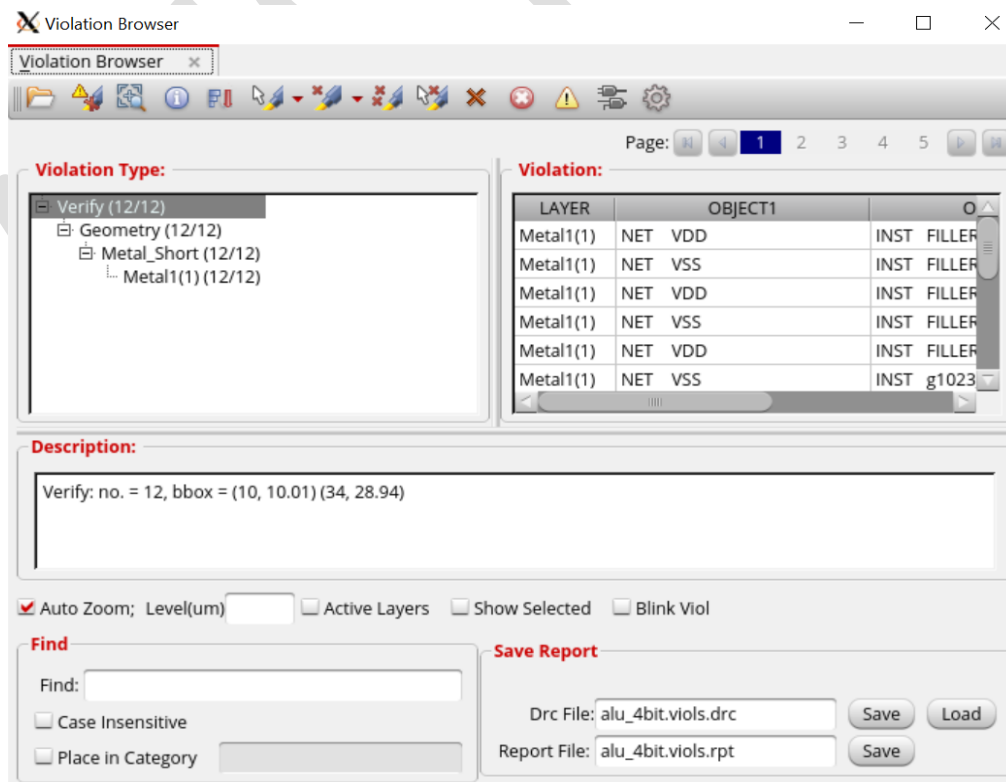 Violation Browser
Violation Browser
Page: 1 2 3 4 5
Violation Type:
Verify (12/12)
Geometry (12/12)
Metal_Short (12/12)
Metal1(1) (12/12)
Violation:
LAYER OBJECT1 O
Metal1(1) NET VDD INST FILLER
Metal1(1) NET VSS INST FILLER
Metal1(1) NET VDD INST FILLER
Metal1(1) NET VSS INST FILLER
Metal1(1) NET VDD INST FILLER
Metal1(1) NET VSS INST g1023
Description:
Verify: no. = 12, bbox = (10, 10.01) (34, 28.94)
Auto Zoom; Level(um) Active Layers Show Selected Blink Viol
Find
Find:
Case Insensitive
Place in Category
Save Report
Drc File: alu_4bit.viols.drc Save Load
Report File: alu_4bit.viols.rpt Save